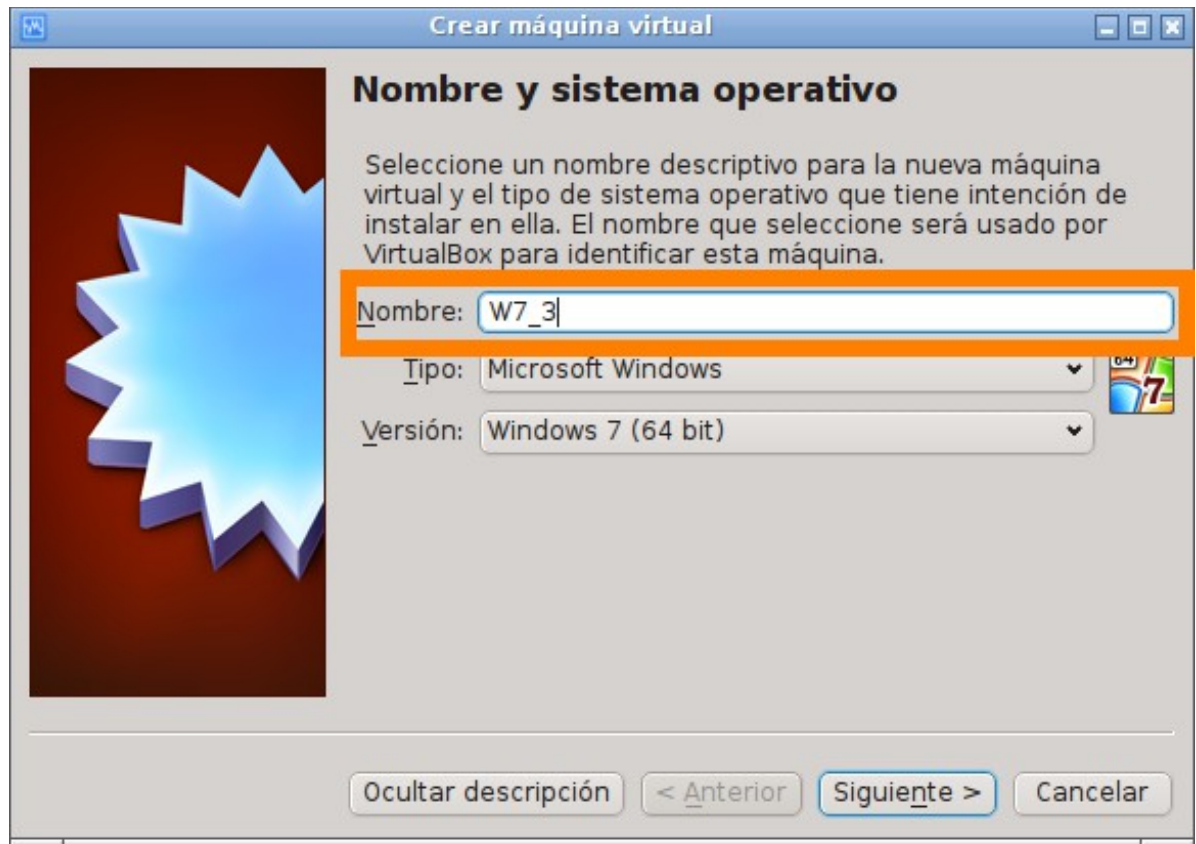 Crear máquina virtual
Nombre y sistema operativo
Seleccione un nombre descriptivo para la nueva máquina
virtual y el tipo de sistema operativo que tiene intención de
instalar en ella. El nombre que seleccione será usado por
VirtualBox para identificar esta máquina.
Nombre: W7_3
Tipo: Microsoft Windows
64
7
Versión: Windows 7 (64 bit)
Ocultar descripción < Anterior Siguiente > Cancelar